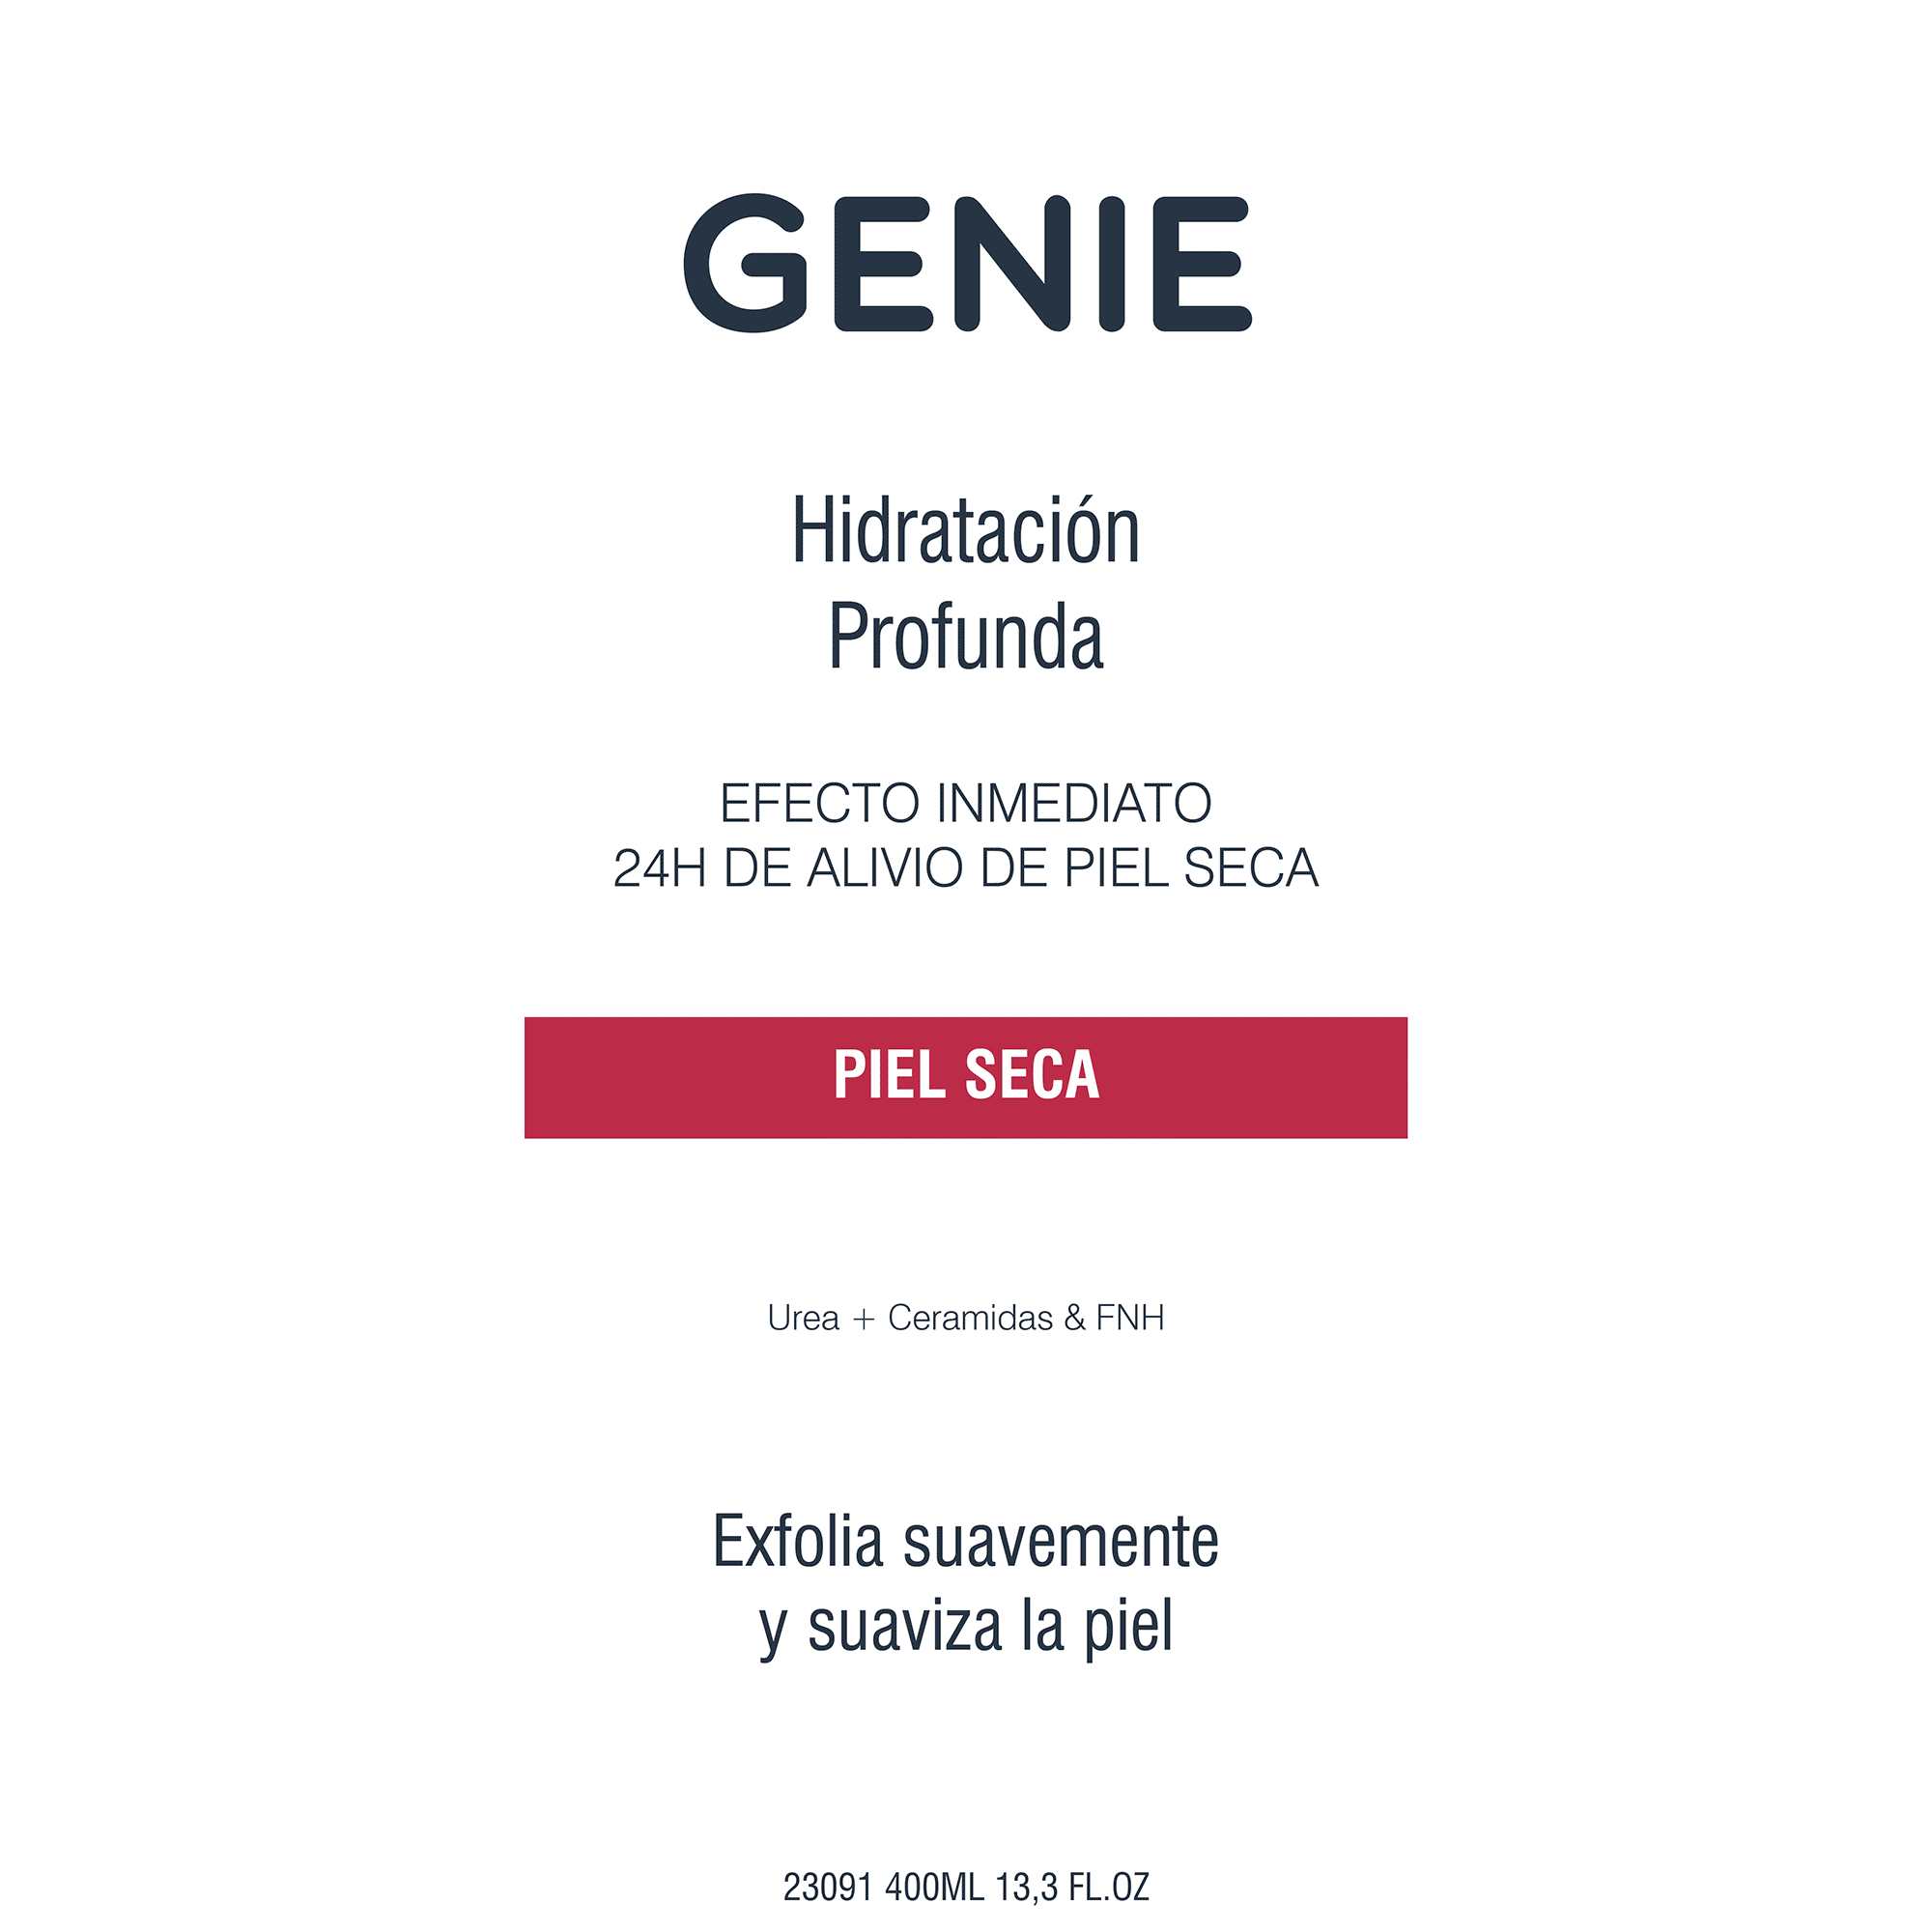 GENIE
Hidratación
Profunda
EFECTO INMEDIATO
24H DE ALIVIO DE PIEL SECA
PIEL SECA
Urea + Ceramidas & FNH
Exfolia suavemente
y suaviza la piel
23091 400ML 13,3 FL.OZ